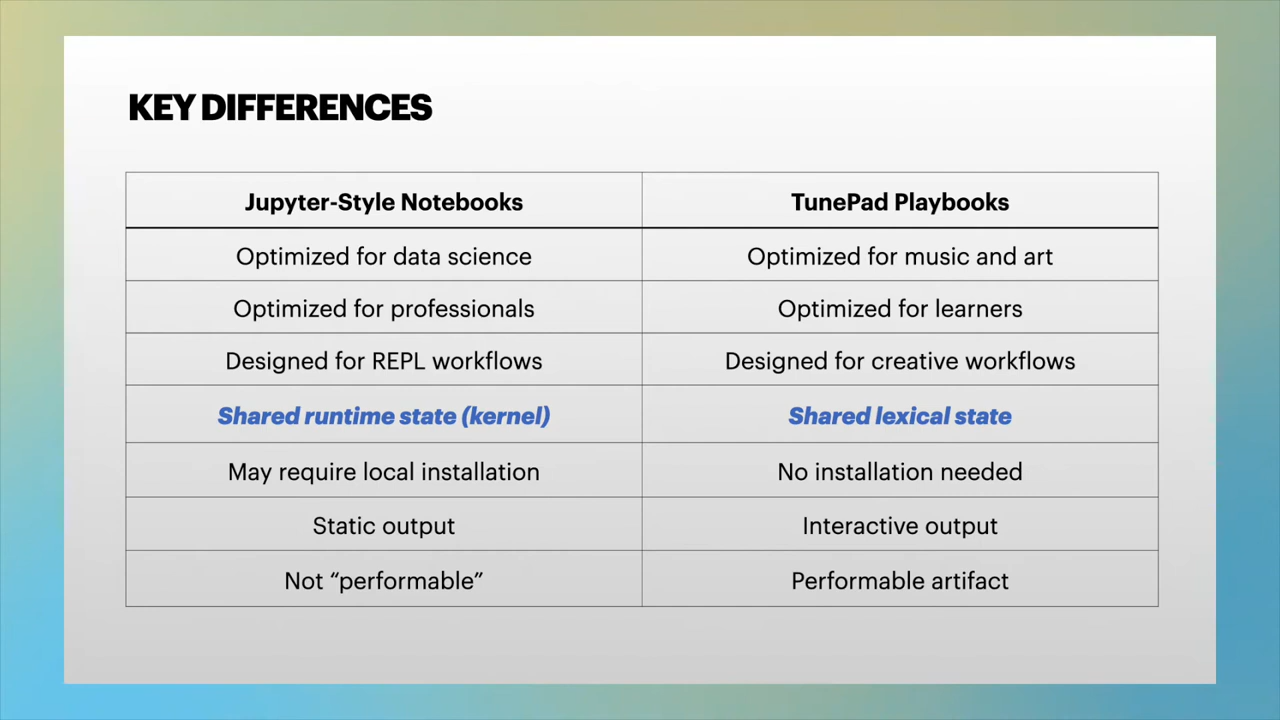 KEY DIFFERENCES
Jupyter-Style Notebooks TunePad Playbooks
Optimized for data science Optimized for music and art
Optimized for professionals Optimized for learners
Designed for REPL workflows Designed for creative workflows
Shared runtime state (kernel) Shared lexical state
May require local installation No installation needed
Static output Interactive output
Not “performable” Performable artifact